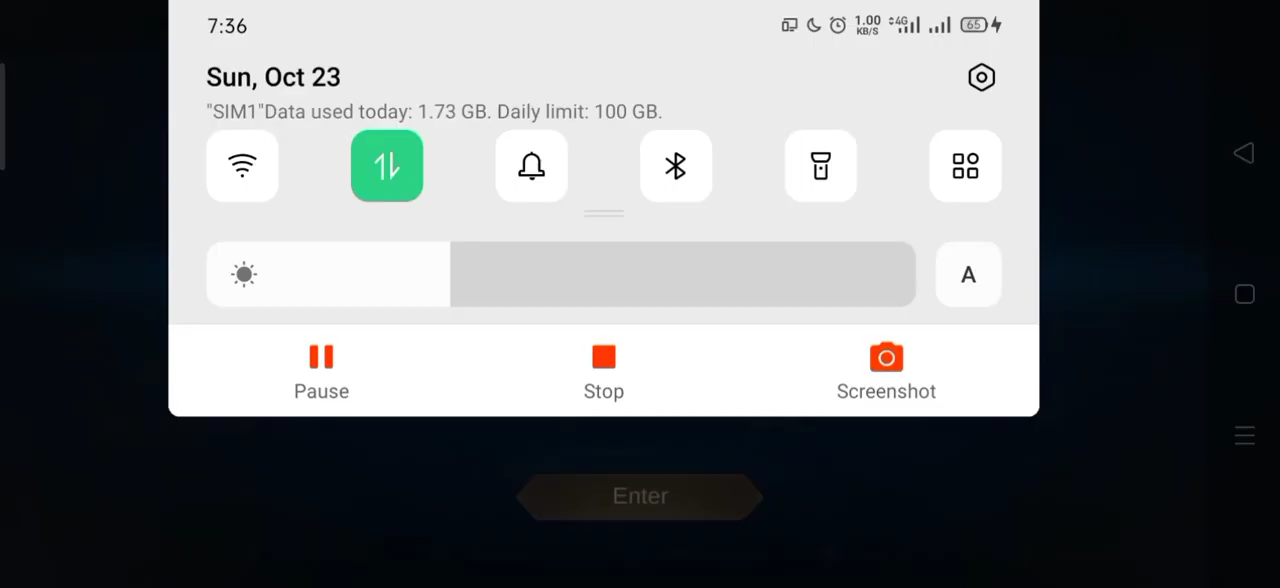 7:36
1.00
KB/S
4G
65
Sun, Oct 23
"SIM1"Data used today: 1.73 GB. Daily limit: 100 GB.
A
Pause
Stop
Screenshot
Enter